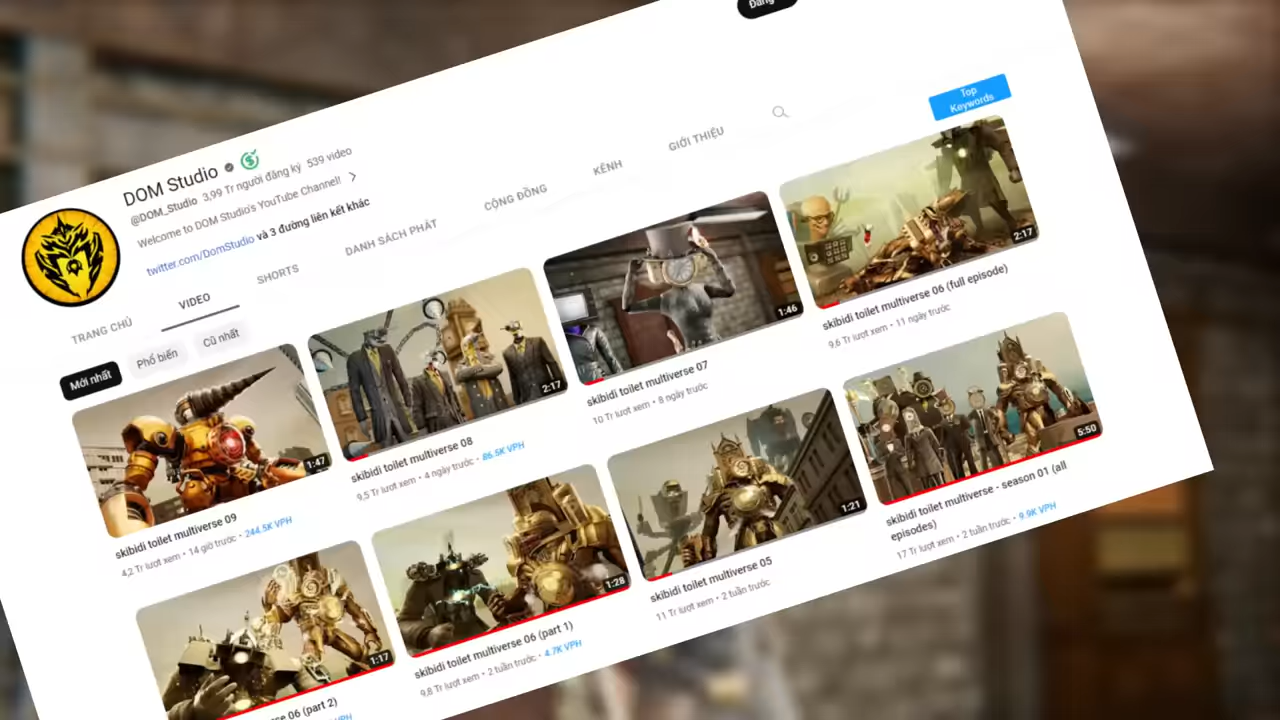 Đăng
Top
Keywords
DOM Studio
@DOM_Studio 3,99 Tr người đăng ký 539 video
Welcome to DOM Studio's YouTube Channel!
twitter.com/DomStudio và 3 đường liên kết khác
TRANG CHỦ VIDEO SHORTS DANH SÁCH PHÁT CỘNG ĐỒNG KÊNH GIỚI THIỆU
Mới nhất Phổ biến Cũ nhất
1:47
skibidi toilet multiverse 09
4,2 Tr lượt xem • 14 giờ trước • 244.5K VPH
2:17
skibidi toilet multiverse 08
9,5 Tr lượt xem • 4 ngày trước • 86.5K VPH
1:46
skibidi toilet multiverse 07
10 Tr lượt xem • 8 ngày trước
2:17
skibidi toilet multiverse 06 (full episode)
9,6 Tr lượt xem • 11 ngày trước
1:17
se 06 (part 2)
VPH
1:28
skibidi toilet multiverse 06 (part 1)
9,8 Tr lượt xem • 2 tuần trước • 4.7K VPH
1:21
skibidi toilet multiverse 05
11 Tr lượt xem • 2 tuần trước
5:50
skibidi toilet multiverse - season 01 (all
episodes)
17 Tr lượt xem • 2 tuần trước • 9.9K VPH